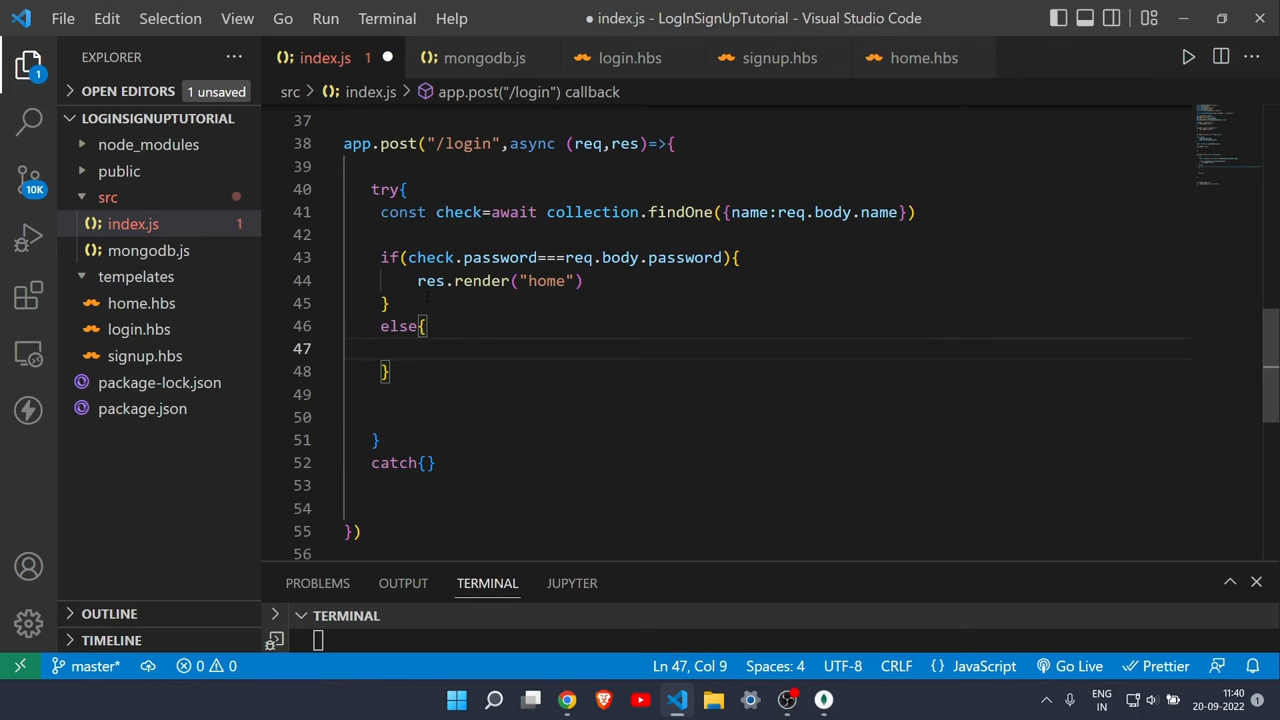 File Edit Selection View Go Run Terminal Help
● index.js - LogInSignUpTutorial - Visual Studio Code
1
EXPLORER
index.js 1
mongodb.js
login.hbs
signup.hbs
home.hbs
OPEN EDITORS 1 unsaved
src > index.js > app.post("/login") callback
LOGINSIGNUPTUTORIAL
node_modules
public
src
index.js 1
mongodb.js
tempelates
home.hbs
login.hbs
signup.hbs
package-lock.json
package.json
10K
OUTLINE
TIMELINE
37
38 app.post("/login",async (req,res)=>{
39
40 try{
41 const check=await collection.findOne({name:req.body.name})
42
43 if(check.password===req.body.password){
44 res.render("home")
45 }
46 else{
47
48 }
49
50
51 }
52 catch{}
53
54
55 })
56
PROBLEMS OUTPUT TERMINAL JUPYTER
TERMINAL
master* 0 0 Ln 47, Col 9 Spaces: 4 UTF-8 CRLF {} JavaScript Go Live Prettier
ENG
IN
11:40
20-09-2022
1